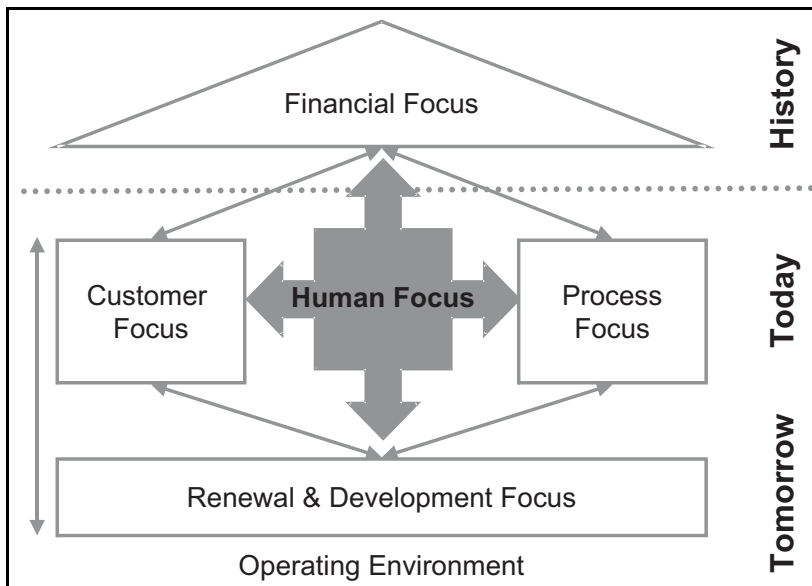 Financial Focus
History
Customer
Focus
Human Focus
Process
Focus
Today
Renewal & Development Focus
Tomorrow
Operating Environment